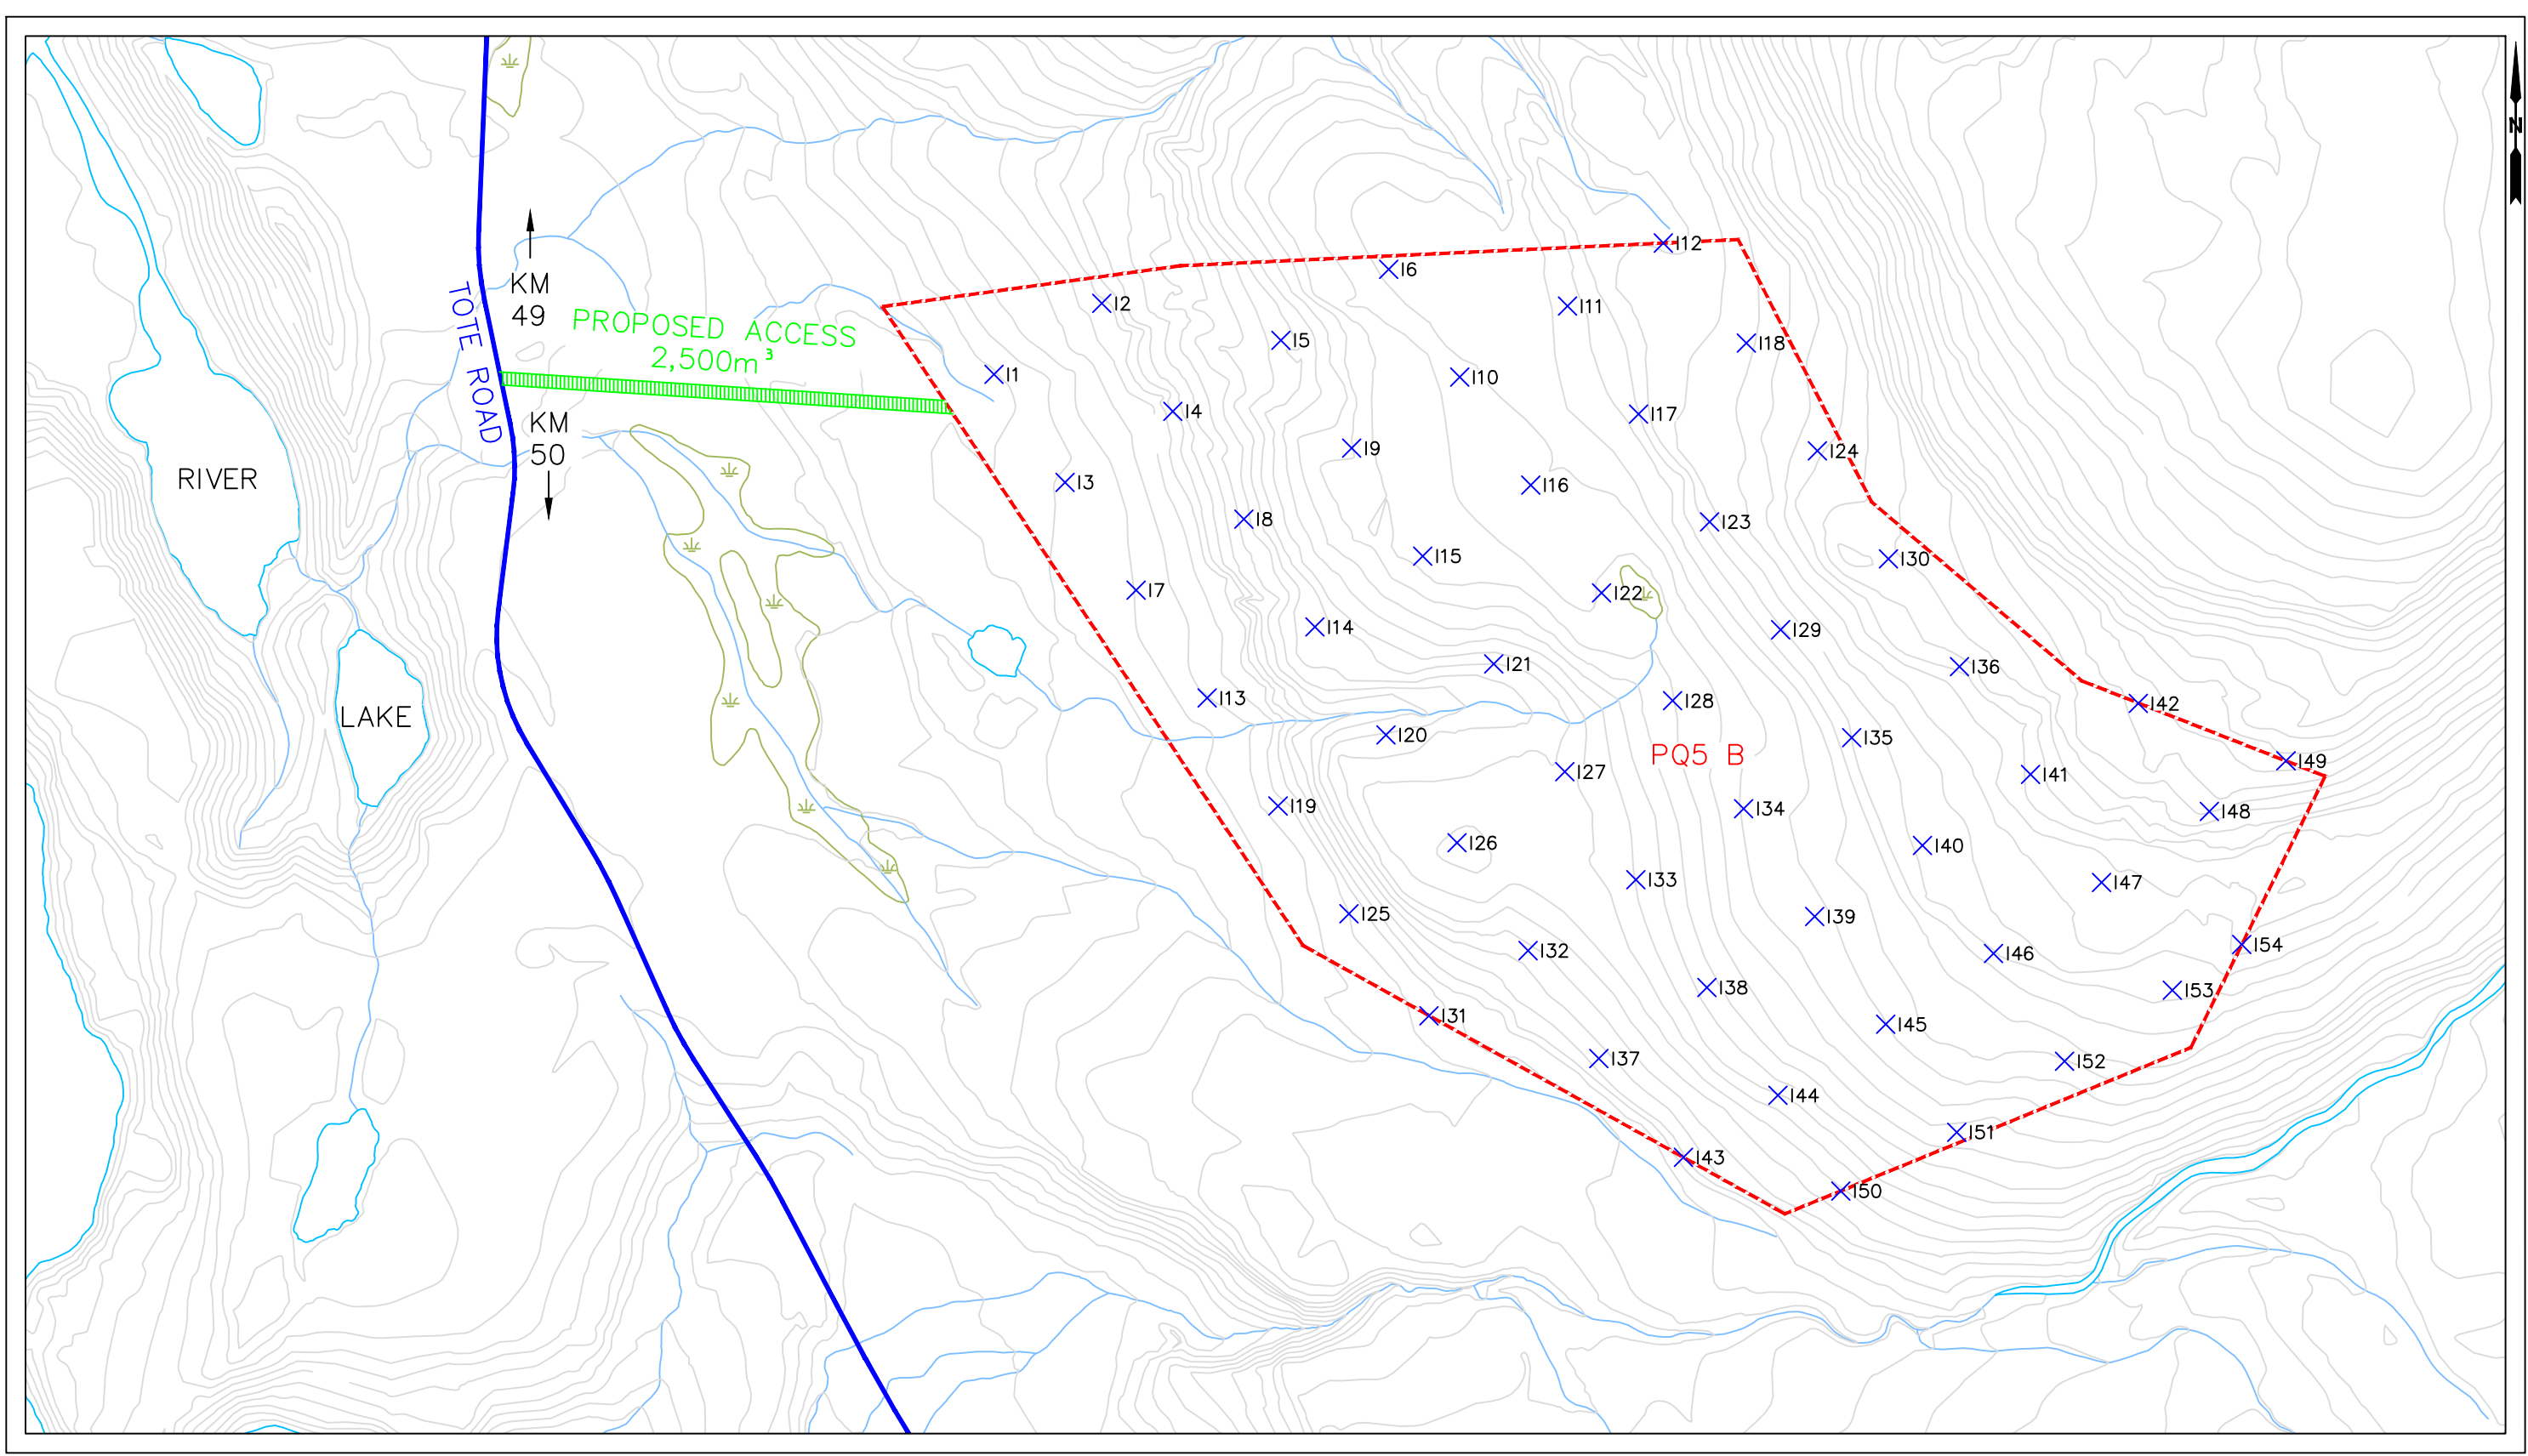 N
I12
I6
KM
49
I2
I11
PROPOSED ACCESS
2,500m³
I5
I18
TOTE ROAD
I1
I10
I4
I17
KM
50
I9
I24
RIVER
I3
I16
I8
I23
I15
I30
I7
I22
I14
I29
I21
I36
I13
I28
I42
LAKE
I20
I35
PQ5 B
I49
I27
I41
I19
I34
I48
I26
I40
I33
I47
I25
I39
I32
I46
I54
I38
I53
I31
I45
I37
I52
I44
I51
I43
I50